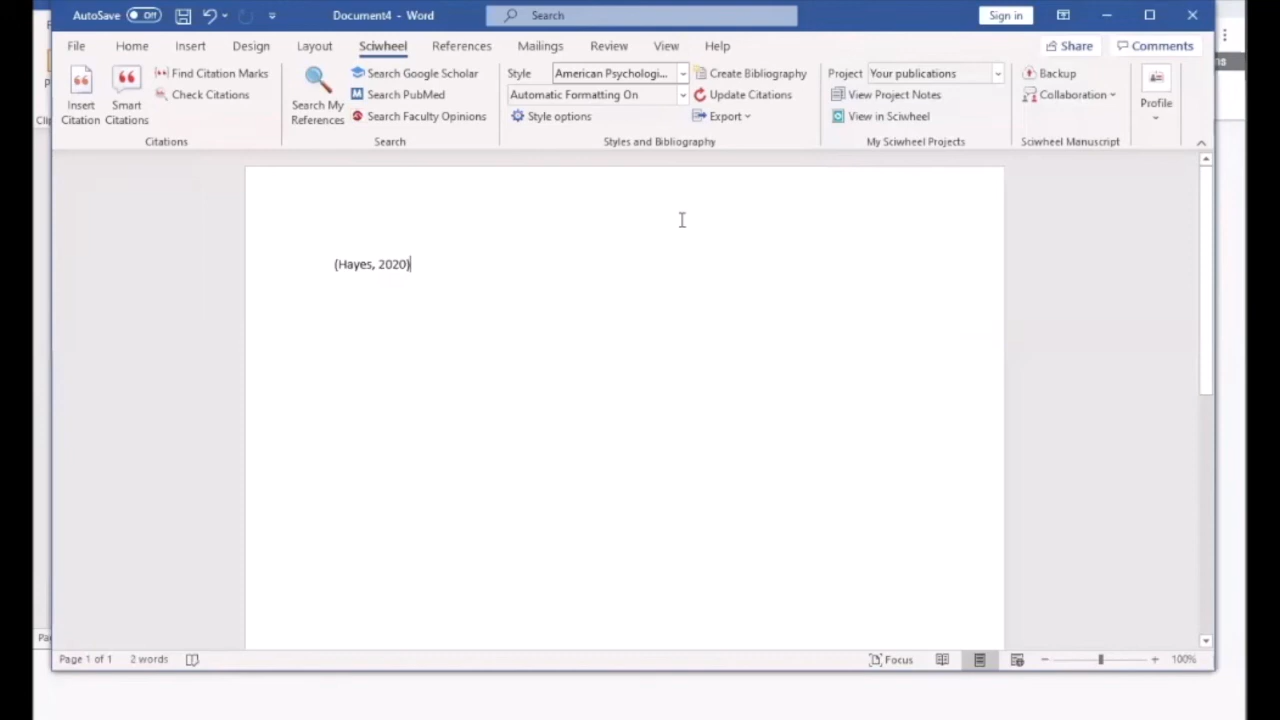 AutoSave Off Document4 - Word Search Sign in
File Home Insert Design Layout Sciwheel References Mailings Review View Help Share Comments
Insert Citation
Smart Citations
Find Citation Marks
Check Citations
Citations
Search My References
Search Google Scholar
Search PubMed
Search Faculty Opinions
Search
Style American Psychologi...
Automatic Formatting On
Style options
Create Bibliography
Update Citations
Export
Styles and Bibliography
Project Your publications
View Project Notes
View in Sciwheel
My Sciwheel Projects
Backup
Collaboration
Sciwheel Manuscript
Profile
(Hayes, 2020)
Page 1 of 1 2 words Focus 100%